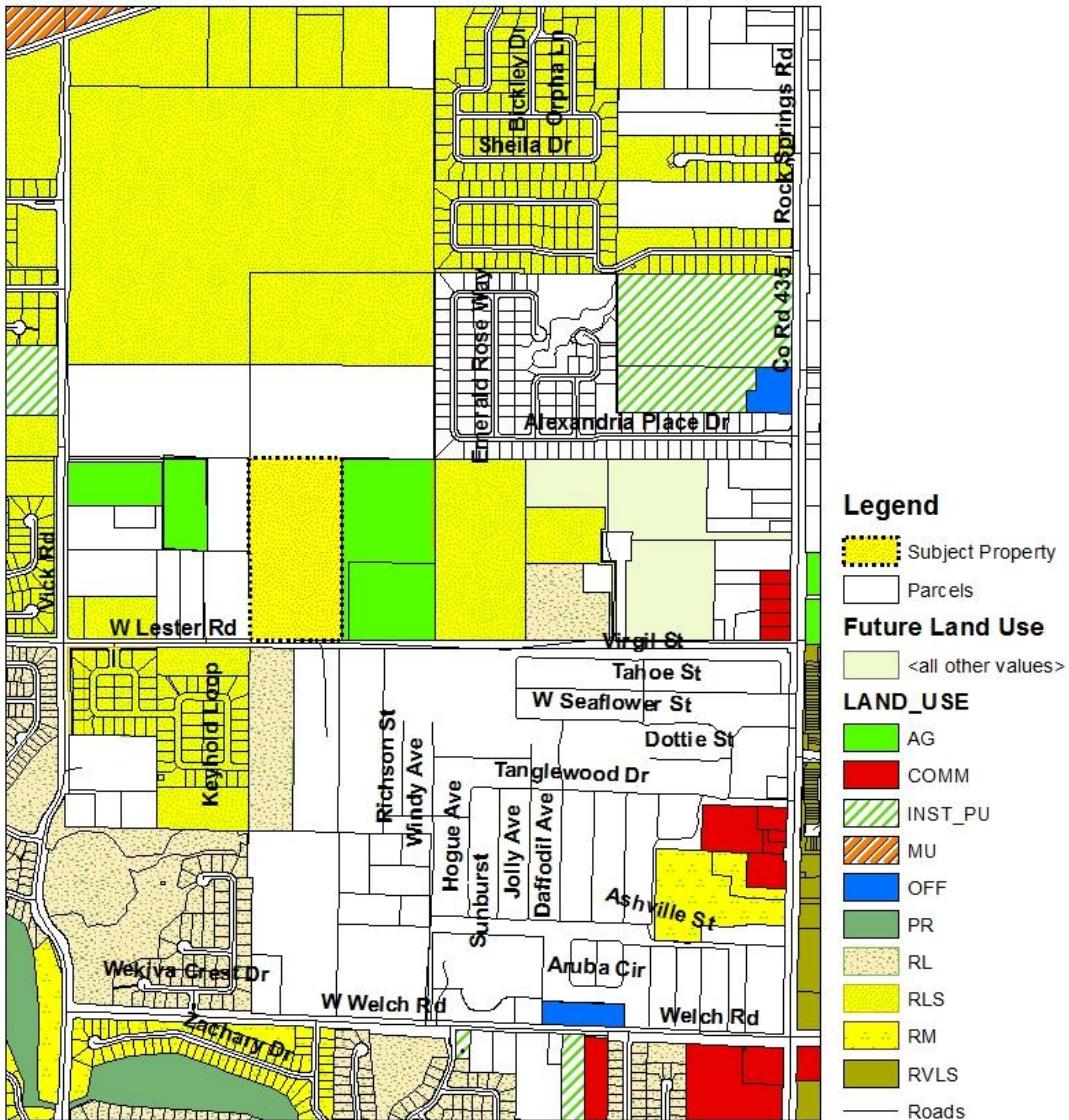 Bickley Dr
Orpha Ln
Sheila Dr
Rock Springs Rd
Co Rd 435
Emerald Rose Way
Alexandria Place Dr
Vick Rd
W Lester Rd
Virgil St
Tahoe St
W Seaflower St
Dottie St
Keyhold Loop
Richson St
Windy Ave
Tanglewood Dr
Hogue Ave
Sunburst
Jolly Ave
Daffodil Ave
Ashville St
Wekiva Crest Dr
Aruba Cir
W Welch Rd
Welch Rd
Zachary Dr
Legend
Subject Property
Parcels
Future Land Use
<all other values>
LAND_USE
AG
COMM
INST_PU
MU
OFF
PR
RL
RLS
RM
RVLS
Roads